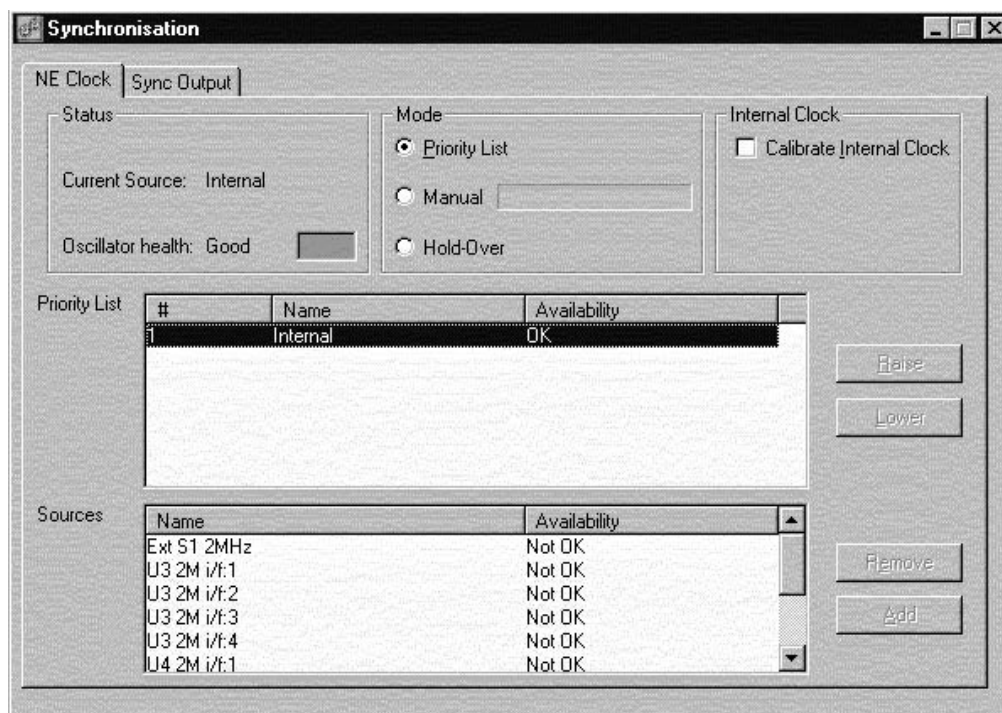 Synchronisation
NE Clock Sync Output
Status
Current Source: Internal
Oscillator health: Good
Mode
Priority List
Manual
Hold-Over
Internal Clock
Calibrate Internal Clock
Priority List
# Name Availability
1 Internal OK
Raise
Lower
Sources
Name Availability
Ext S1 2MHz Not OK
U3 2M i/f:1 Not OK
U3 2M i/f:2 Not OK
U3 2M i/f:3 Not OK
U3 2M i/f:4 Not OK
U4 2M i/f:1 Not OK
Remove
Add